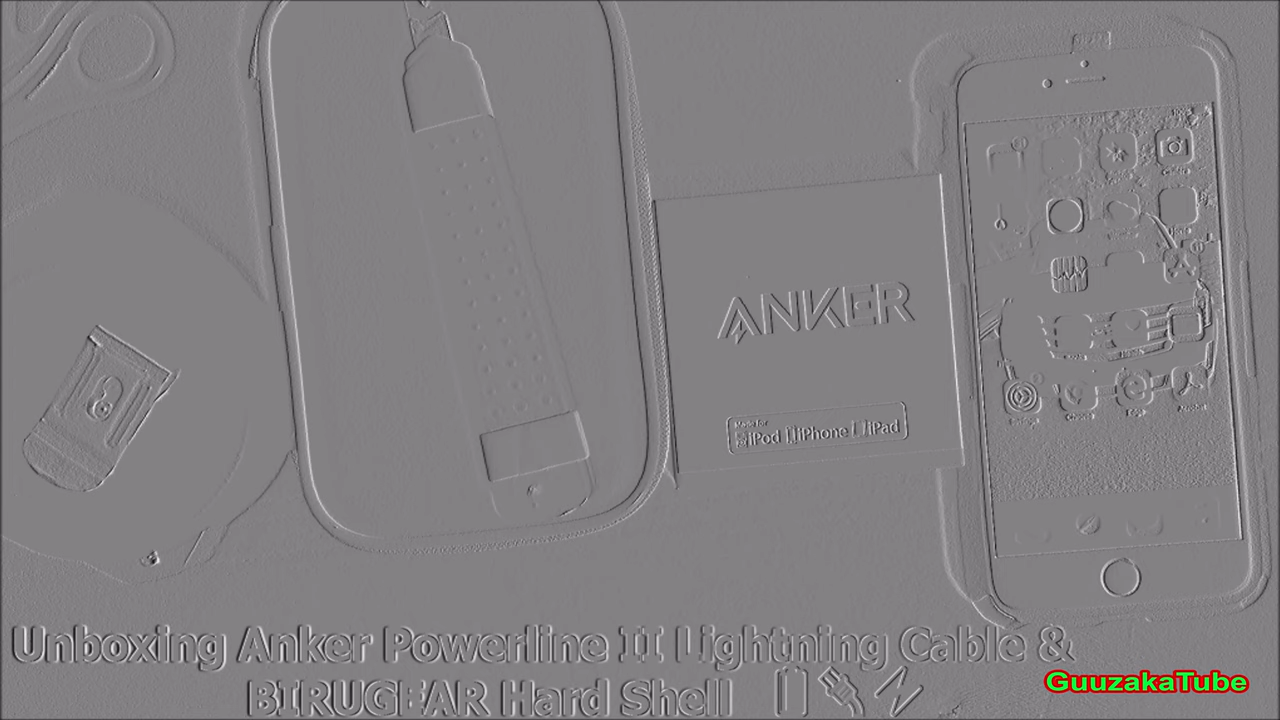 ANKER
Made for
iPod iPhone iPad
Unboxing Anker Powerline II Lightning Cable &
BIRUGEAR Hard Shell
GuuzakaTube